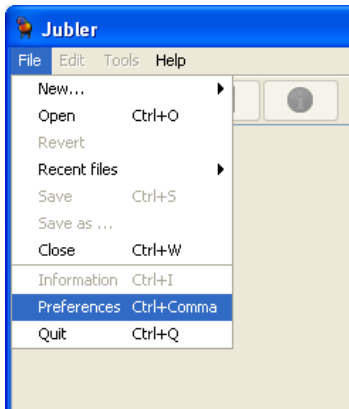 Jubler
File Edit Tools Help
New...
Open Ctrl+O
Revert
Recent files
Save Ctrl+S
Save as ...
Close Ctrl+W
Information Ctrl+I
Preferences Ctrl+Comma
Quit Ctrl+Q